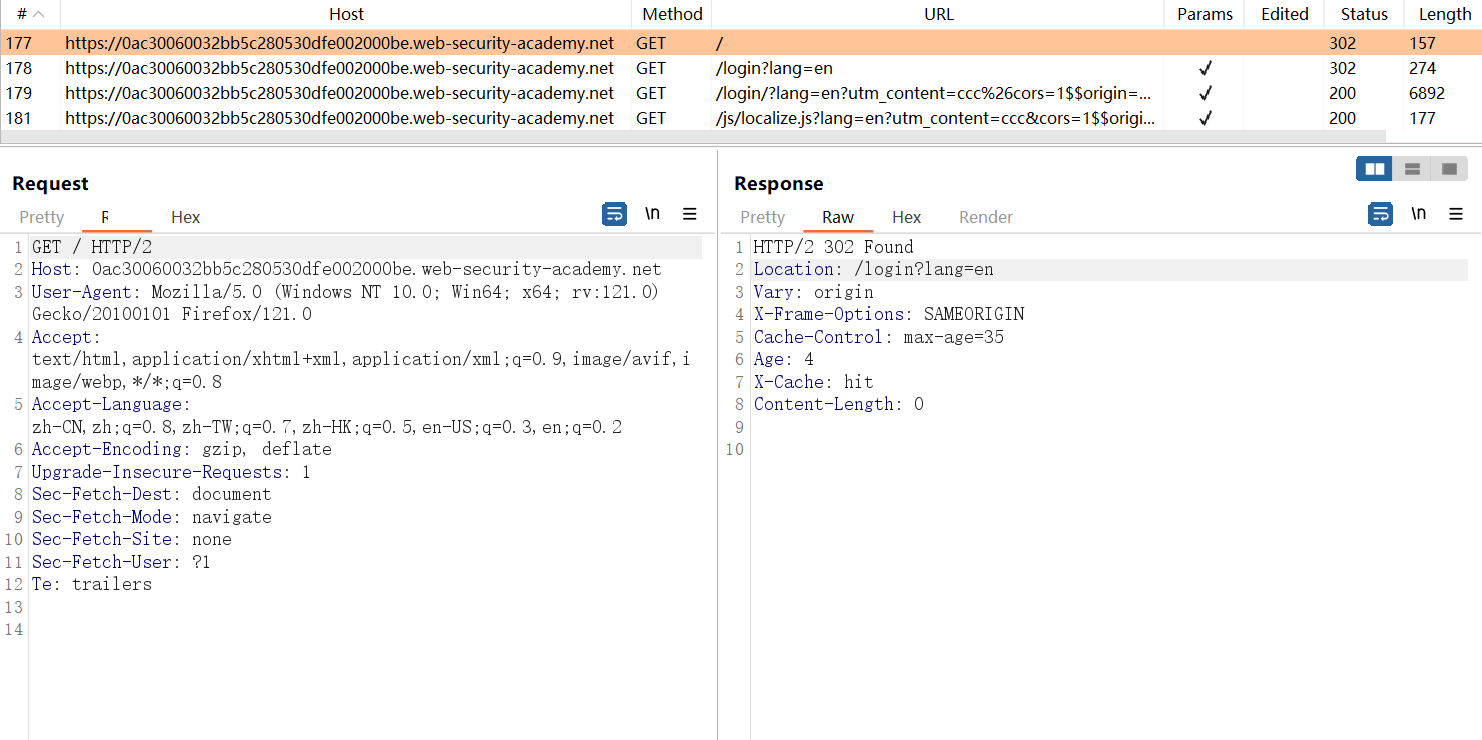 # Host Method URL Params Edited Status Length
177 https://0ac30060032bb5c280530dfe002000be.web-security-academy.net GET / 302 157
178 https://0ac30060032bb5c280530dfe002000be.web-security-academy.net GET /login?lang=en ✓ 302 274
179 https://0ac30060032bb5c280530dfe002000be.web-security-academy.net GET /login/?lang=en?utm_content=ccc%26cors=1$$origin=... ✓ 200 6892
181 https://0ac30060032bb5c280530dfe002000be.web-security-academy.net GET /js/localize.js?lang=en?utm_content=ccc&cors=1$$origi... ✓ 200 177
Request
Pretty R Hex \n
1 GET / HTTP/2
2 Host: 0ac30060032bb5c280530dfe002000be.web-security-academy.net
3 User-Agent: Mozilla/5.0 (Windows NT 10.0; Win64; x64; rv:121.0)
Gecko/20100101 Firefox/121.0
4 Accept:
text/html,application/xhtml+xml,application/xml;q=0.9,image/avif,i
mage/webp,*/*;q=0.8
5 Accept-Language:
zh-CN,zh;q=0.8,zh-TW;q=0.7,zh-HK;q=0.5,en-US;q=0.3,en;q=0.2
6 Accept-Encoding: gzip, deflate
7 Upgrade-Insecure-Requests: 1
8 Sec-Fetch-Dest: document
9 Sec-Fetch-Mode: navigate
10 Sec-Fetch-Site: none
11 Sec-Fetch-User: ?1
12 Te: trailers
13
14
Response
Pretty Raw Hex Render \n
1 HTTP/2 302 Found
2 Location: /login?lang=en
3 Vary: origin
4 X-Frame-Options: SAMEORIGIN
5 Cache-Control: max-age=35
6 Age: 4
7 X-Cache: hit
8 Content-Length: 0
9
10